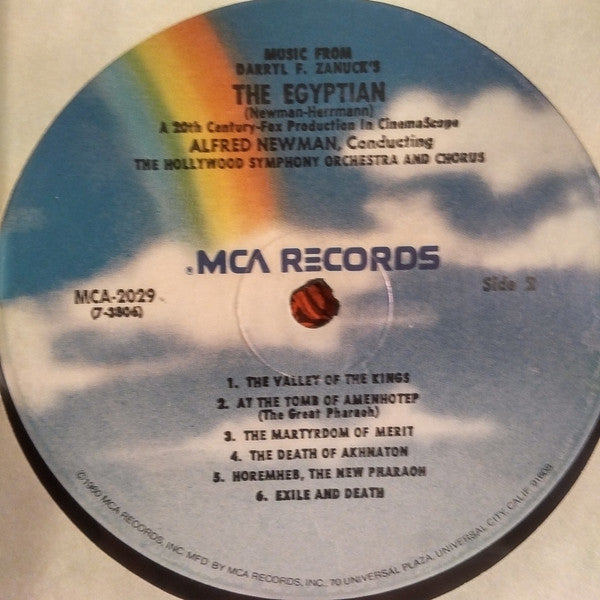 MUSIC FROM
DARRYL F. ZANUCK'S
THE EGYPTIAN
(Newman-Herrmann)
A 20th Century-Fox Production In CinemaScope
ALFRED NEWMAN, Conducting
THE HOLLYWOOD SYMPHONY ORCHESTRA AND CHORUS
®MCA RECORDS
MCA-2029
(7-3806)
Side 2
1. THE VALLEY OF THE KINGS
2. AT THE TOMB OF AMENHOTEP
(The Great Pharaoh)
3. THE MARTYRDOM OF MERIT
4. THE DEATH OF AKHNATON
5. HOREMHEB, THE NEW PHARAOH
6. EXILE AND DEATH
©1980 MCA RECORDS, INC. MFD. BY MCA RECORDS, INC., 70 UNIVERSAL PLAZA, UNIVERSAL CITY, CALIF. 91608